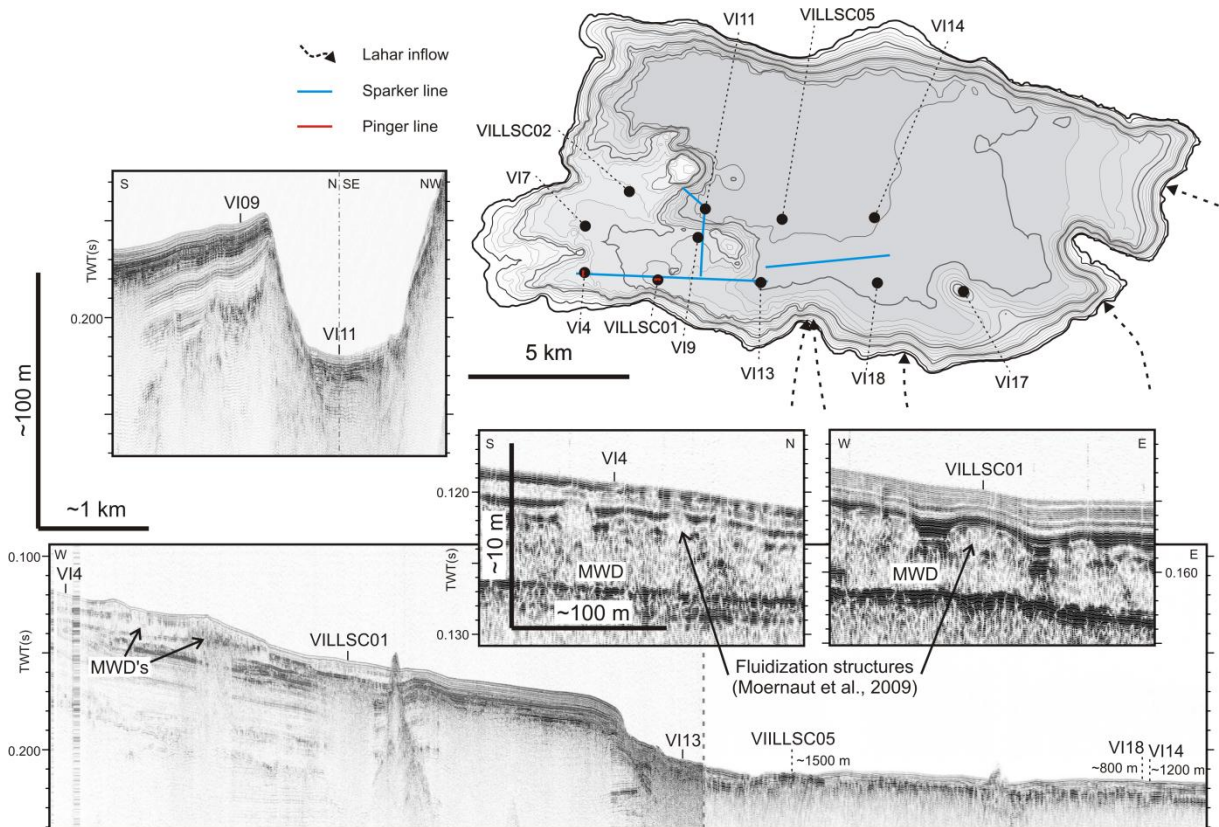 VI11
VILLSC05
VI14
Lahar inflow
Sparker line
Pinger line
VILLSC02
VI7
VI4
VILLSC01
VI9
VI13
VI18
VI17
5 km
S
N
SE
NW
VI09
TWT(s)
0.200
VI11
~100 m
~1 km
S
N
VI4
0.120
TWT(s)
0.130
~10 m
MWD
~100 m
W
E
VILLSC01
MWD
0.160
Fluidization structures
(Moernaut et al., 2009)
W
E
0.100
VI4
TWT(s)
MWD's
VILLSC01
0.200
VI13
VIILLSC05
~1500 m
VI18
VI14
~800 m
~1200 m